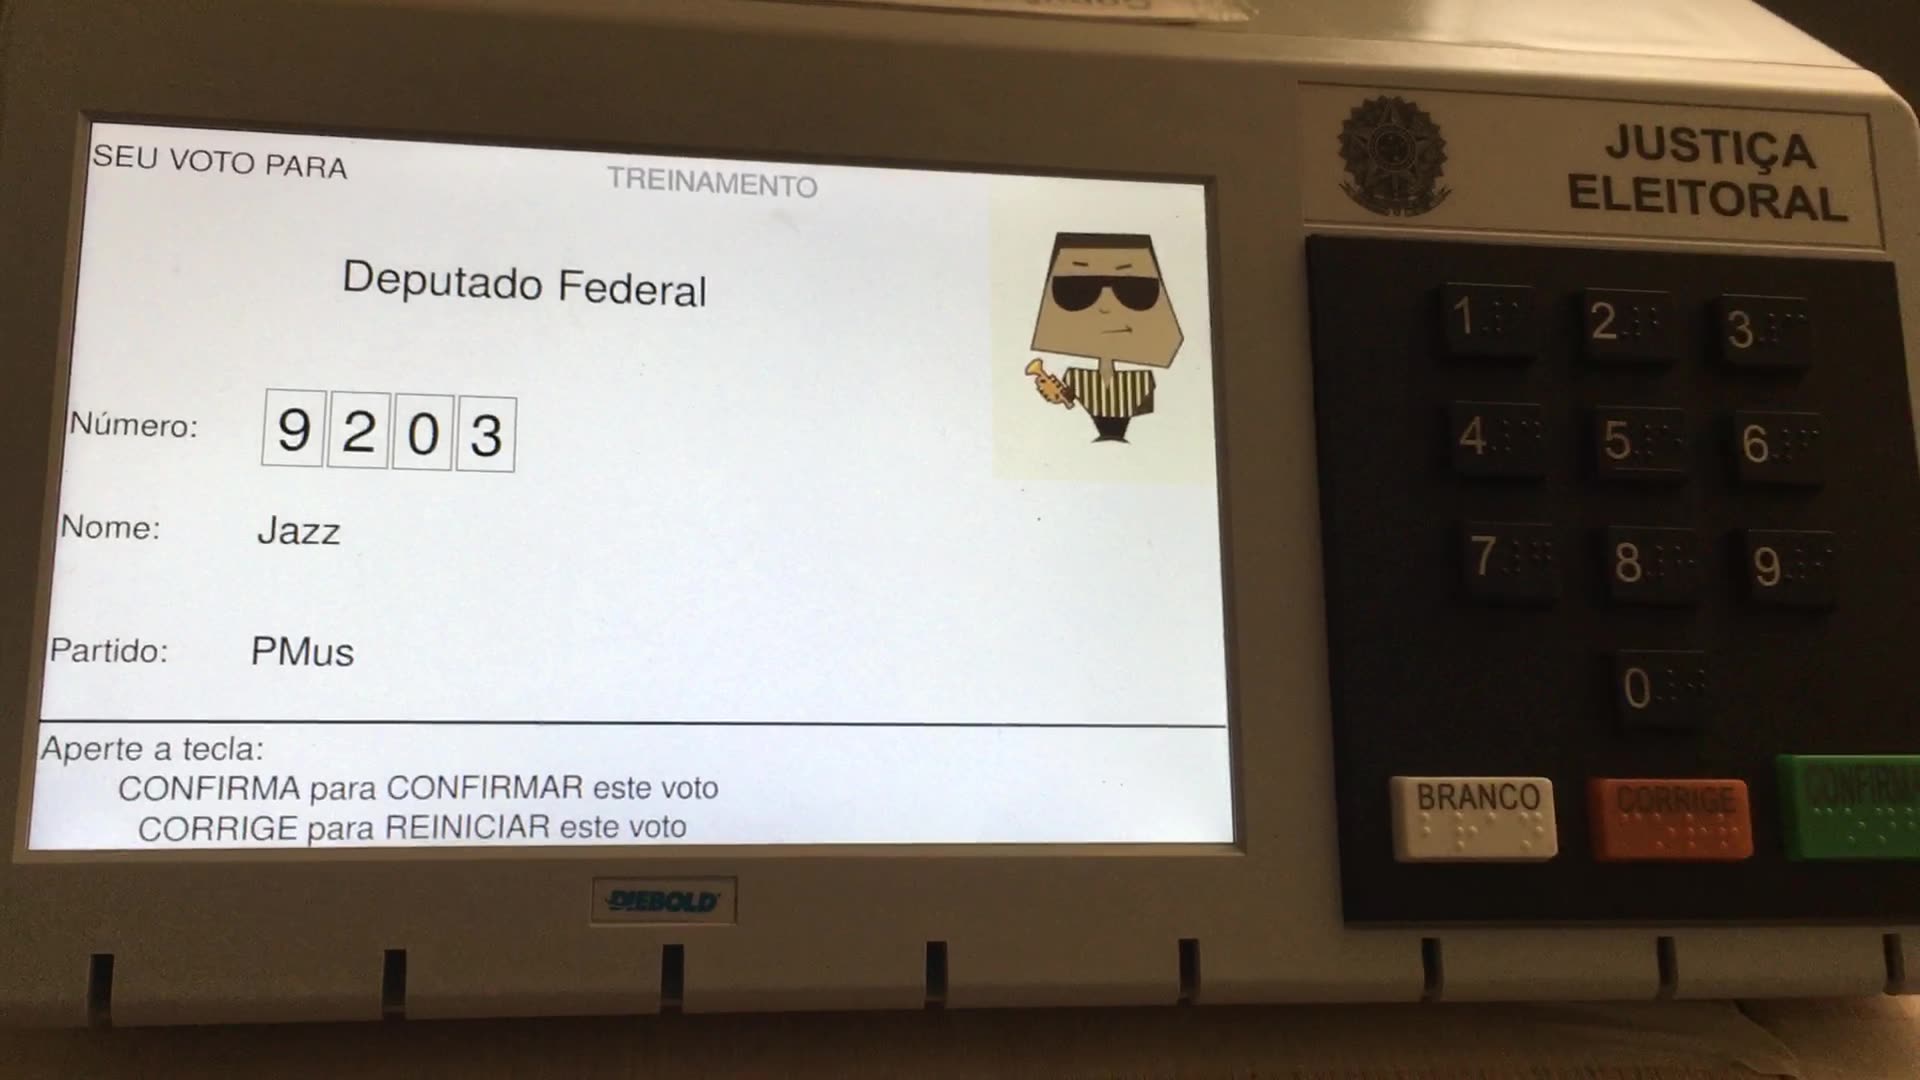 SEU VOTO PARA
TREINAMENTO
Deputado Federal
Número: 9 2 0 3
Nome: Jazz
Partido: PMus
Aperte a tecla:
CONFIRMA para CONFIRMAR este voto
CORRIGE para REINICIAR este voto
DIEBOLD
JUSTIÇA
ELEITORAL
1 2 3
4 5 6
7 8 9
0
BRANCO CORRIGE CONFIRMA